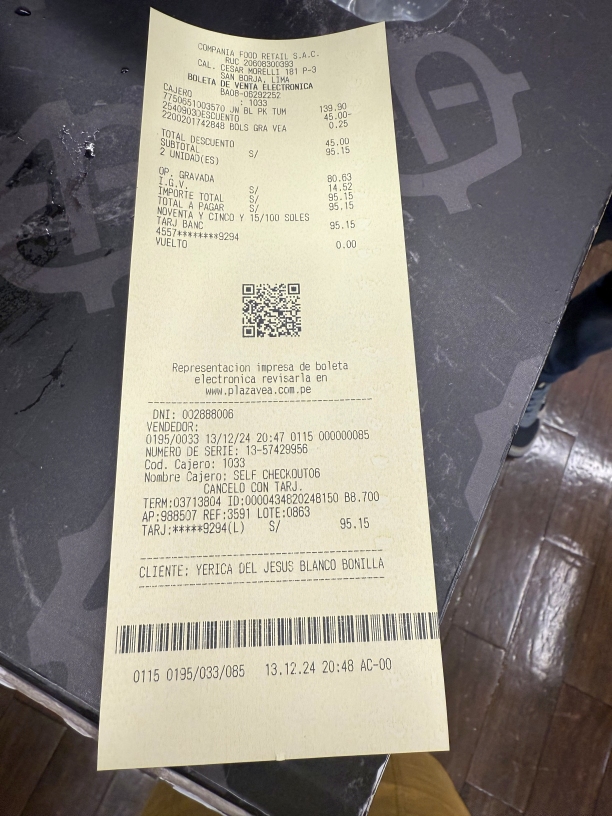 COMPANIA FOOD RETAIL S.A.C.
RUC 20608300393
CAL. CESAR MORELLI 181 P-3
SAN BORJA, LIMA
BOLETA DE VENTA ELECTRONICA
BA08-06292252
CAJERO : 1033
7750651003570 JW BL PK TUM 139.90
25409030ESCUENTO 45.00-
2200201742848 BOLS GRA VEA 0.25
TOTAL DESCUENTO 45.00
SUBTOTAL S/ 95.15
2 UNIDAD(ES)
OP. GRAVADA 80.63
I.G.V. S/ 14.52
IMPORTE TOTAL S/ 95.15
TOTAL A PAGAR S/ 95.15
NOVENTA Y CINCO Y 15/100 SOLES
TARJ BANC 95.15
4557********9294
VUELTO 0.00
Representacion impresa de boleta
electronica revisarla en
www.plazavea.com.pe
DNI: 002888006
VENDEDOR:
0195/0033 13/12/24 20:47 0115 000000085
NUMERO DE SERIE: 13-57429956
Cod. Cajero: 1033
Nombre Cajero: SELF CHECKOUT06
CANCELO CON TARJ.
TERM:03713804 ID:0000434820248150 B8.700
AP:988507 REF:3591 LOTE:0863
TARJ:*****9294(L) S/ 95.15
CLIENTE: YERICA DEL JESUS BLANCO BONILLA
0115 0195/033/085 13.12.24 20:48 AC-00